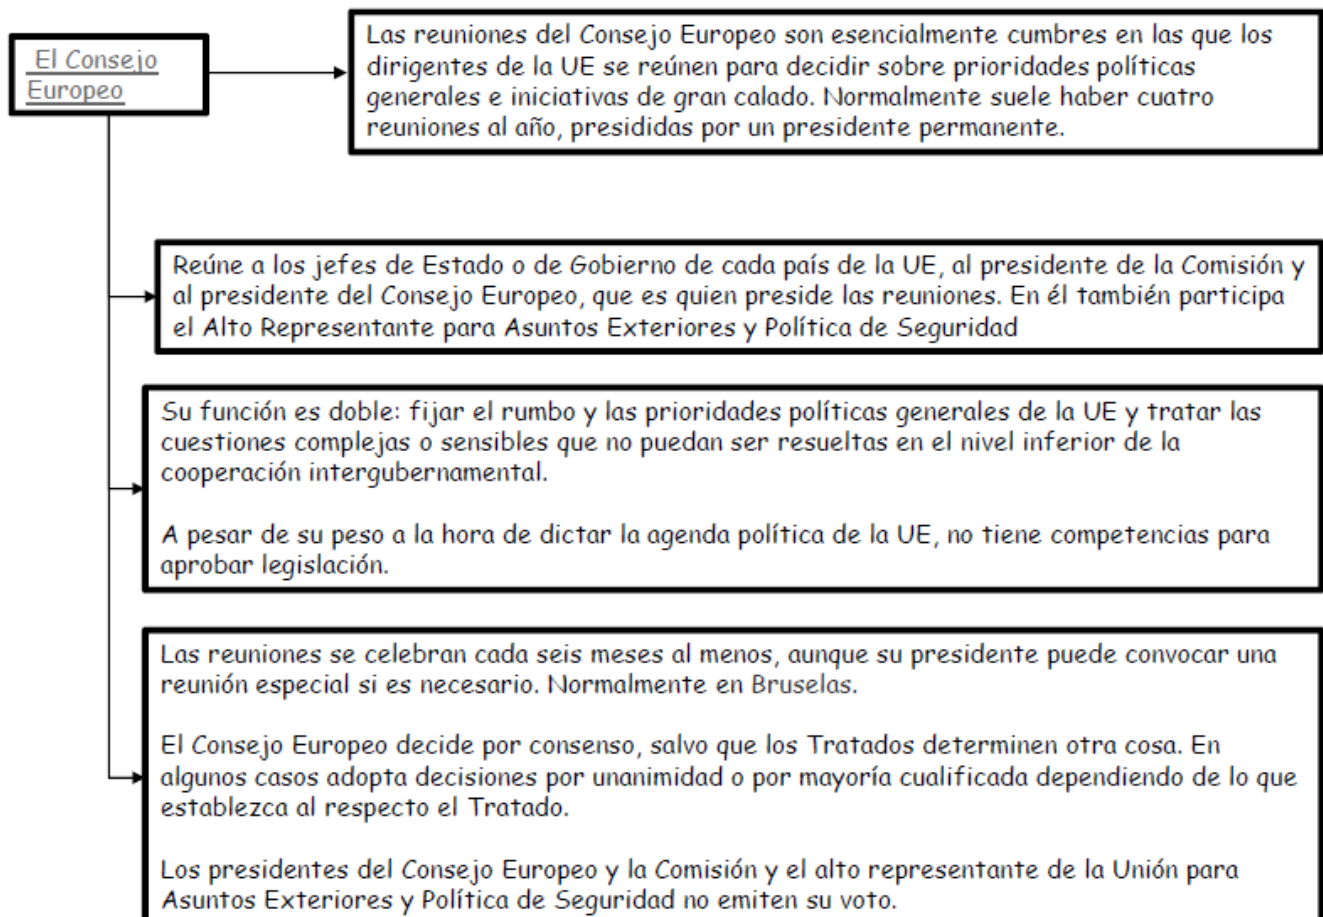 El Consejo
Europeo
Las reuniones del Consejo Europeo son esencialmente cumbres en las que los
dirigentes de la UE se reúnen para decidir sobre prioridades políticas
generales e iniciativas de gran calado. Normalmente suele haber cuatro
reuniones al año, presididas por un presidente permanente.
Reúne a los jefes de Estado o de Gobierno de cada país de la UE, al presidente de la Comisión y
al presidente del Consejo Europeo, que es quien preside las reuniones. En él también participa
el Alto Representante para Asuntos Exteriores y Política de Seguridad
Su función es doble: fijar el rumbo y las prioridades políticas generales de la UE y tratar las
cuestiones complejas o sensibles que no puedan ser resueltas en el nivel inferior de la
cooperación intergubernamental.
A pesar de su peso a la hora de dictar la agenda política de la UE, no tiene competencias para
aprobar legislación.
Las reuniones se celebran cada seis meses al menos, aunque su presidente puede convocar una
reunión especial si es necesario. Normalmente en Bruselas.
El Consejo Europeo decide por consenso, salvo que los Tratados determinen otra cosa. En
algunos casos adopta decisiones por unanimidad o por mayoría cualificada dependiendo de lo que
establezca al respecto el Tratado.
Los presidentes del Consejo Europeo y la Comisión y el alto representante de la Unión para
Asuntos Exteriores y Política de Seguridad no emiten su voto.